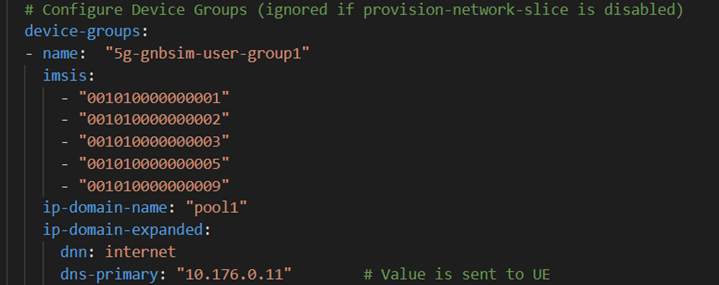 # Configure Device Groups (ignored if provision-network-slice is disabled)
device-groups:
- name:  "5g-gnbsim-user-group1"
imsis:
- "001010000000001"
- "001010000000002"
- "001010000000003"
- "001010000000005"
- "001010000000009"
ip-domain-name: "pool1"
ip-domain-expanded:
dnn: internet
dns-primary: "10.176.0.11"        # Value is sent to UE